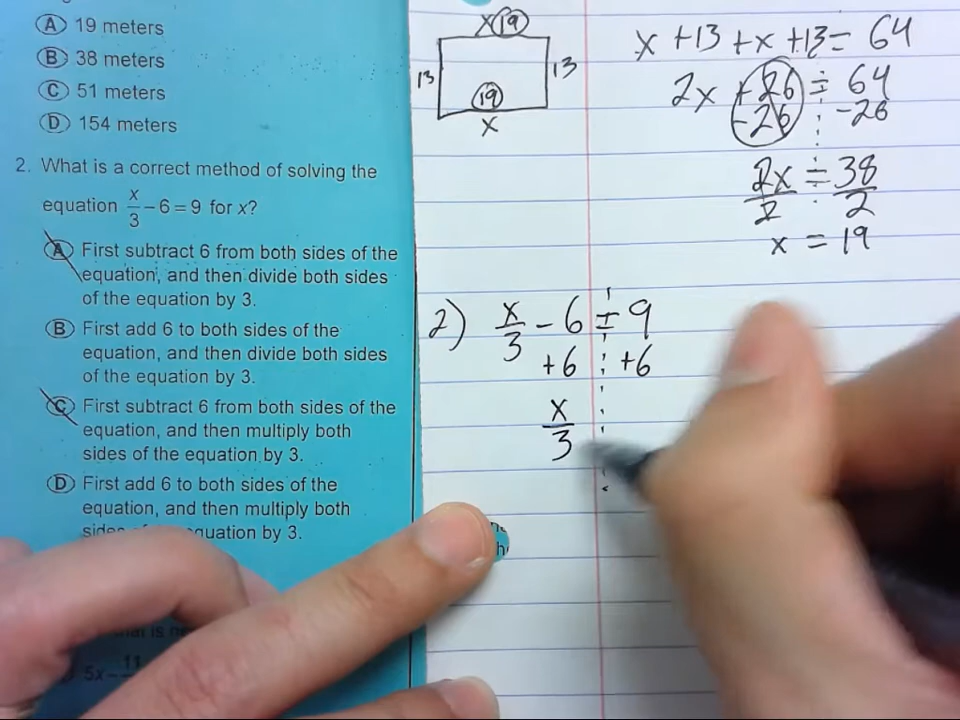 A 19 meters
B 38 meters
C 51 meters
D 154 meters
2. What is a correct method of solving the
equation x/3 − 6 = 9 for x?
A First subtract 6 from both sides of the
equation, and then divide both sides
of the equation by 3.
B First add 6 to both sides of the
equation, and then divide both sides
of the equation by 3.
C First subtract 6 from both sides of the
equation, and then multiply both
sides of the equation by 3.
D First add 6 to both sides of the
equation, and then multiply both
quation by 3.
5x − 11
x 19
13 13
19
x
x + 13 + x + 13 = 64
2x + 26 = 64
-26 -26
2x = 38
2 2
x = 19
2) x/3 - 6 = 9
+6 +6
x/3